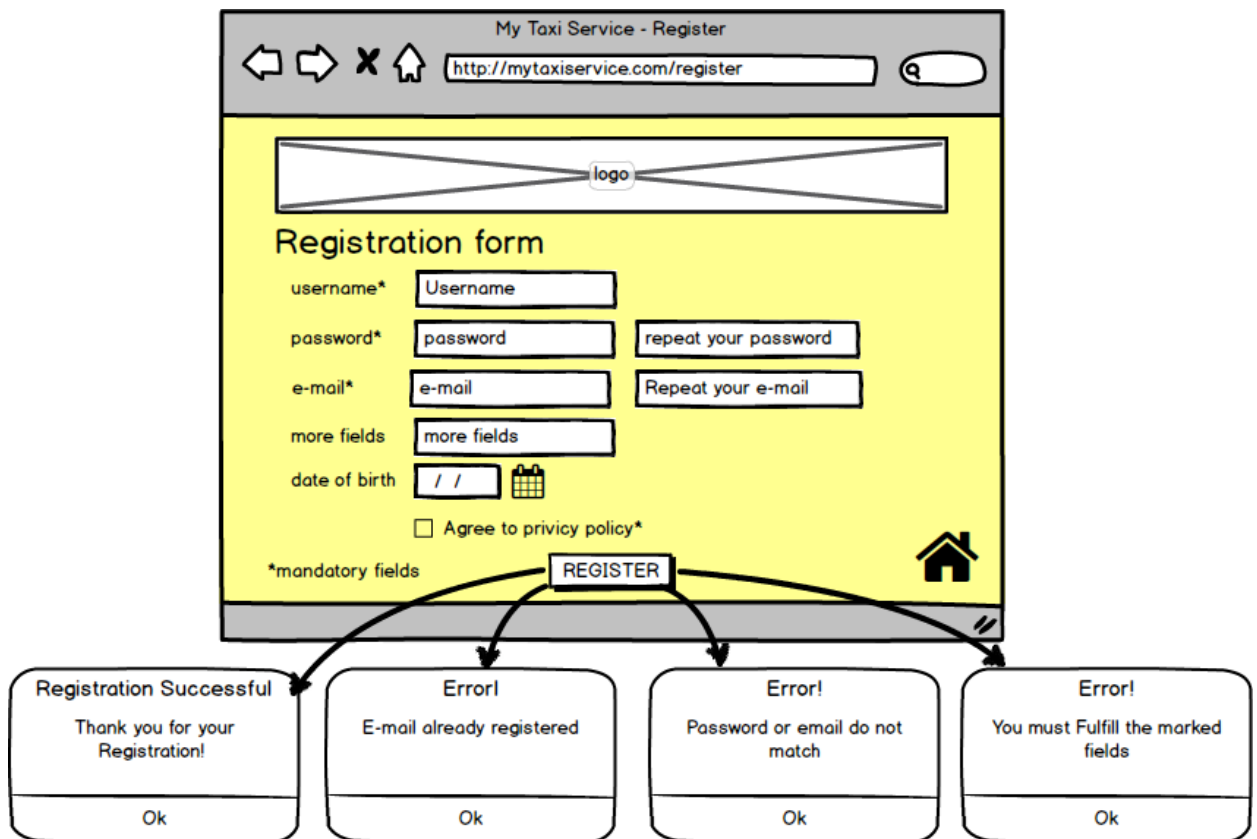 My Taxi Service - Register
http://mytaxiservice.com/register
logo
Registration form
username* Username
password* password repeat your password
e-mail* e-mail Repeat your e-mail
more fields more fields
date of birth / /
Agree to privicy policy*
*mandatory fields REGISTER
Registration Successful
Thank you for your
Registration!
Ok
Error!
E-mail already registered
Ok
Error!
Password or email do not
match
Ok
Error!
You must Fulfill the marked
fields
Ok